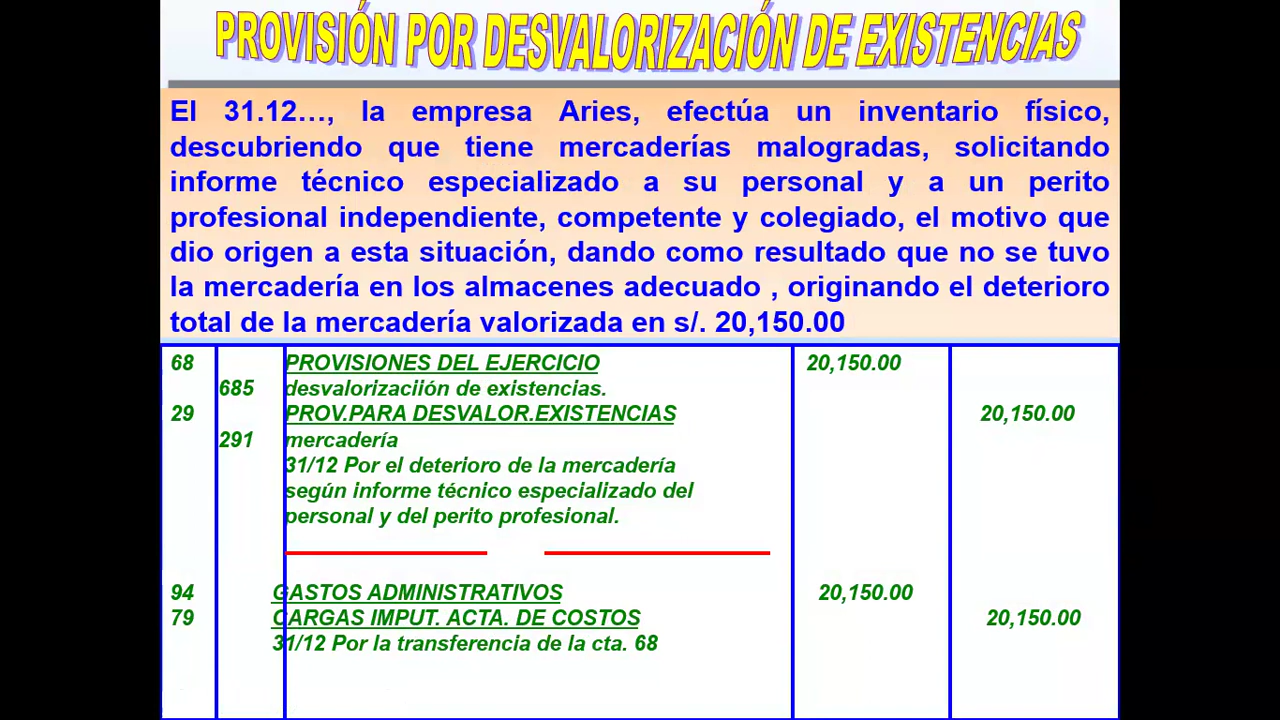 PROVISIÓN POR DESVALORIZACIÓN DE EXISTENCIAS
El 31.12…, la empresa Aries, efectúa un inventario físico,
descubriendo que tiene mercaderías malogradas, solicitando
informe técnico especializado a su personal y a un perito
profesional independiente, competente y colegiado, el motivo que
dio origen a esta situación, dando como resultado que no se tuvo
la mercadería en los almacenes adecuado , originando el deterioro
total de la mercadería valorizada en s/. 20,150.00
68 PROVISIONES DEL EJERCICIO 20,150.00
685 desvalorizaciión de existencias.
29 PROV.PARA DESVALOR.EXISTENCIAS 20,150.00
291 mercadería
31/12 Por el deterioro de la mercadería
según informe técnico especializado del
personal y del perito profesional.
94 GASTOS ADMINISTRATIVOS 20,150.00
79 CARGAS IMPUT. ACTA. DE COSTOS 20,150.00
31/12 Por la transferencia de la cta. 68